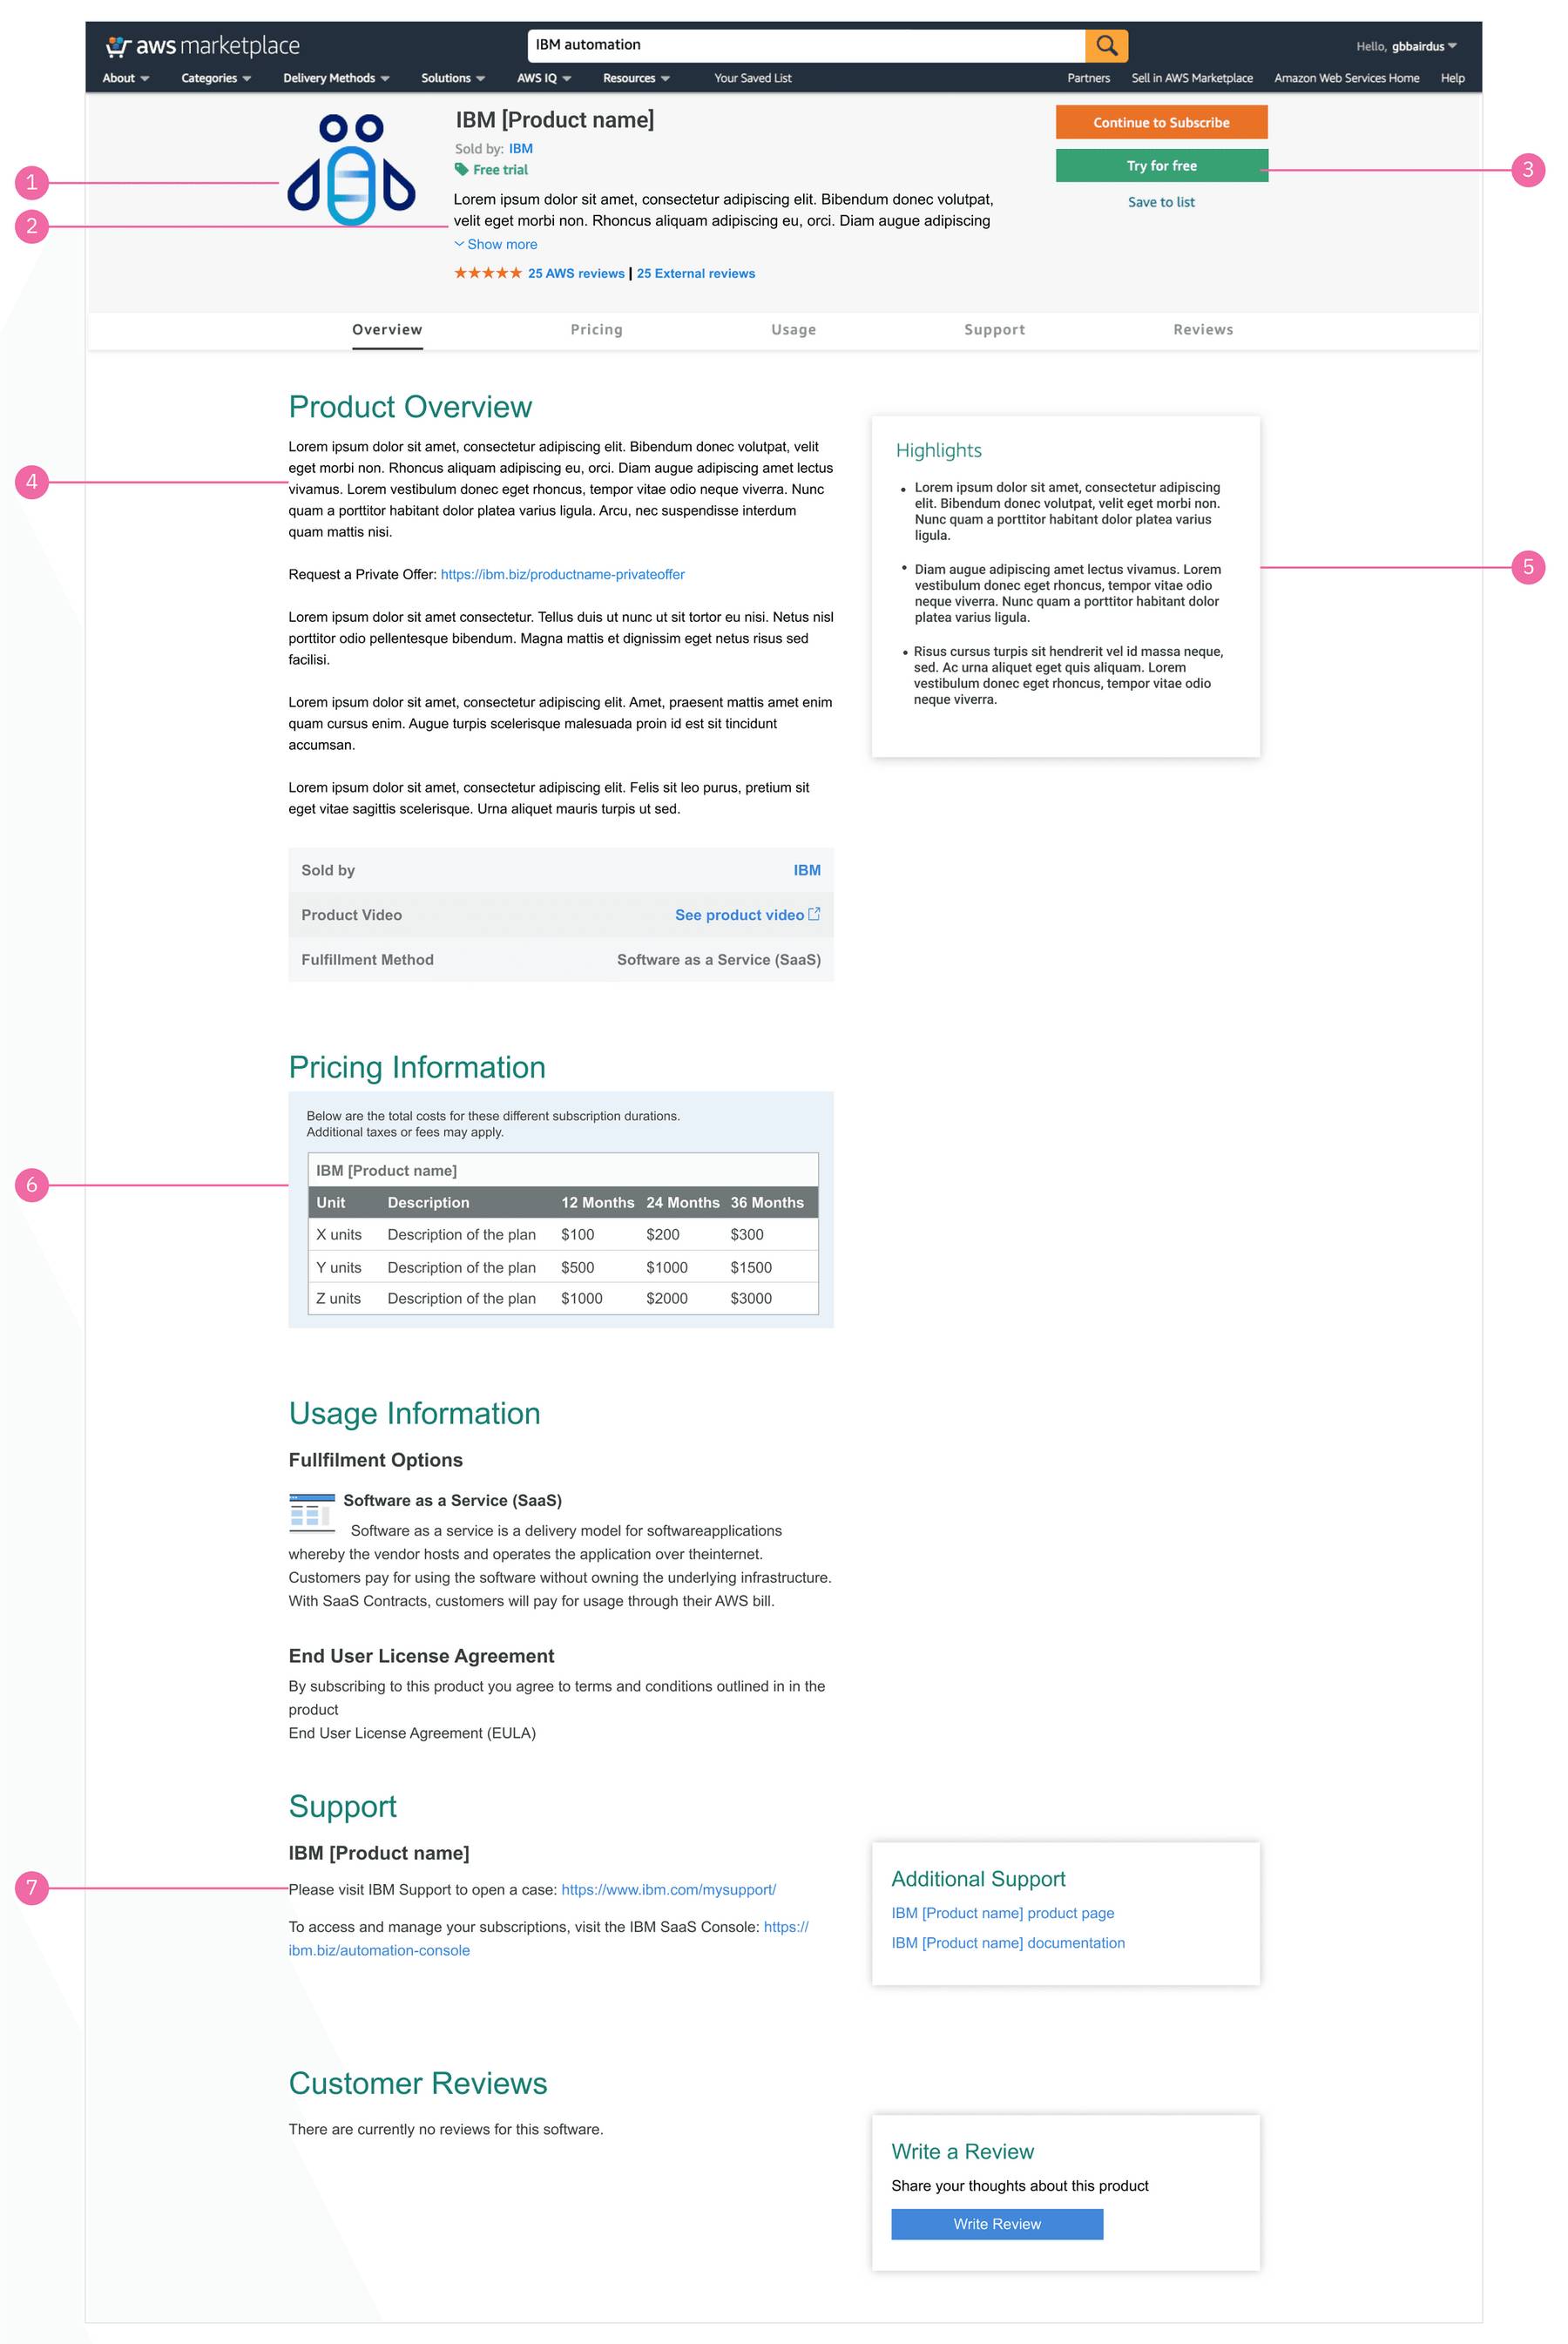 aws marketplace
IBM automation
Hello, gbbairdus
About Categories Delivery Methods Solutions AWS IQ Resources Your Saved List Partners Sell in AWS Marketplace Amazon Web Services Home Help
IBM [Product name]
Sold by: IBM
Free trial
Lorem ipsum dolor sit amet, consectetur adipiscing elit. Bibendum donec volutpat,
velit eget morbi non. Rhoncus aliquam adipiscing eu, orci. Diam augue adipiscing
Show more
25 AWS reviews | 25 External reviews
Continue to Subscribe
Try for free
Save to list
1
2
3
Overview Pricing Usage Support Reviews
Product Overview
Lorem ipsum dolor sit amet, consectetur adipiscing elit. Bibendum donec volutpat, velit
eget morbi non. Rhoncus aliquam adipiscing eu, orci. Diam augue adipiscing amet lectus
vivamus. Lorem vestibulum donec eget rhoncus, tempor vitae odio neque viverra. Nunc
quam a porttitor habitant dolor platea varius ligula. Arcu, nec suspendisse interdum
quam mattis nisi.
4
Request a Private Offer: https://ibm.biz/productname-privateoffer
Lorem ipsum dolor sit amet consectetur. Tellus duis ut nunc ut sit tortor eu nisi. Netus nisl
porttitor odio pellentesque bibendum. Magna mattis et dignissim eget netus risus sed
facilisi.
Lorem ipsum dolor sit amet, consectetur adipiscing elit. Amet, praesent mattis amet enim
quam cursus enim. Augue turpis scelerisque malesuada proin id est sit tincidunt
accumsan.
Lorem ipsum dolor sit amet, consectetur adipiscing elit. Felis sit leo purus, pretium sit
eget vitae sagittis scelerisque. Urna aliquet mauris turpis ut sed.
Highlights
• Lorem ipsum dolor sit amet, consectetur adipiscing
elit. Bibendum donec volutpat, velit eget morbi non.
Nunc quam a porttitor habitant dolor platea varius
ligula.
• Diam augue adipiscing amet lectus vivamus. Lorem
vestibulum donec eget rhoncus, tempor vitae odio
neque viverra. Nunc quam a porttitor habitant dolor
platea varius ligula.
• Risus cursus turpis sit hendrerit vel id massa neque,
sed. Ac urna aliquet eget quis aliquam. Lorem
vestibulum donec eget rhoncus, tempor vitae odio
neque viverra.
5
Sold by IBM
Product Video See product video
Fulfillment Method Software as a Service (SaaS)
Pricing Information
Below are the total costs for these different subscription durations.
Additional taxes or fees may apply.
6
IBM [Product name]
Unit Description 12 Months 24 Months 36 Months
X units Description of the plan $100 $200 $300
Y units Description of the plan $500 $1000 $1500
Z units Description of the plan $1000 $2000 $3000
Usage Information
Fullfilment Options
Software as a Service (SaaS)
Software as a service is a delivery model for softwareapplications
whereby the vendor hosts and operates the application over theinternet.
Customers pay for using the software without owning the underlying infrastructure.
With SaaS Contracts, customers will pay for usage through their AWS bill.
End User License Agreement
By subscribing to this product you agree to terms and conditions outlined in in the
product
End User License Agreement (EULA)
Support
IBM [Product name]
7
Please visit IBM Support to open a case: https://www.ibm.com/mysupport/
To access and manage your subscriptions, visit the IBM SaaS Console: https://
ibm.biz/automation-console
Additional Support
IBM [Product name] product page
IBM [Product name] documentation
Customer Reviews
There are currently no reviews for this software.
Write a Review
Share your thoughts about this product
Write Review